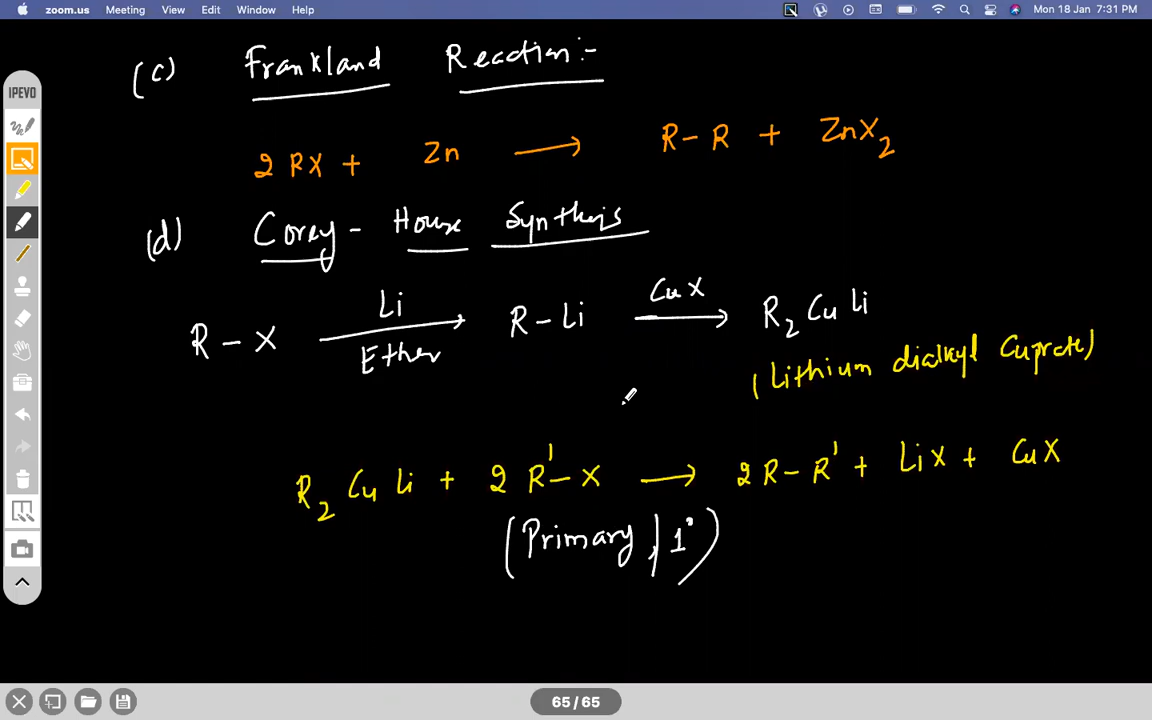 zoom.us Meeting View Edit Window Help Mon 18 Jan 7:31 PM
IPEVO
(c) Frankland Reaction:-
2 RX + Zn ⟶ R-R + ZnX2
(d) Corey-House Synthesis
R-X Li Ether ⟶ R-Li CuX ⟶ R2CuLi
(Lithium dialkyl Cuprate)
R2CuLi + 2 R'-X ⟶ 2R-R' + LiX + CuX
(Primary / 1°)
65/65